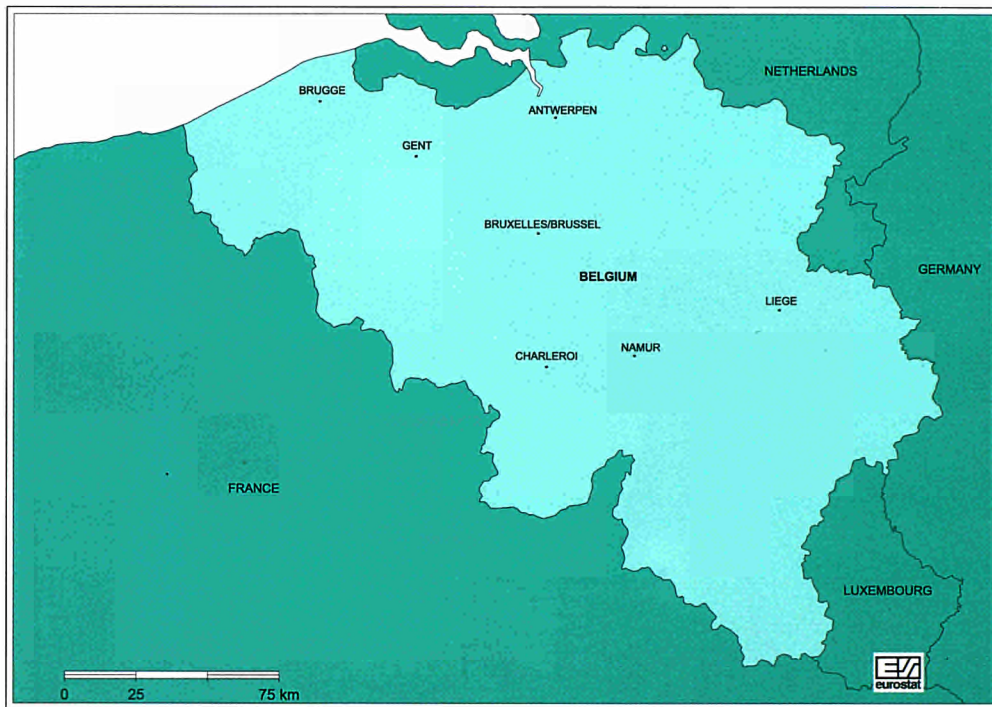 NETHERLANDS
BRUGGE
ANTWERPEN
GENT
BRUXELLES/BRUSSEL
BELGIUM
GERMANY
LIEGE
CHARLEROI
NAMUR
FRANCE
LUXEMBOURG
eurostat
0 25 75 km